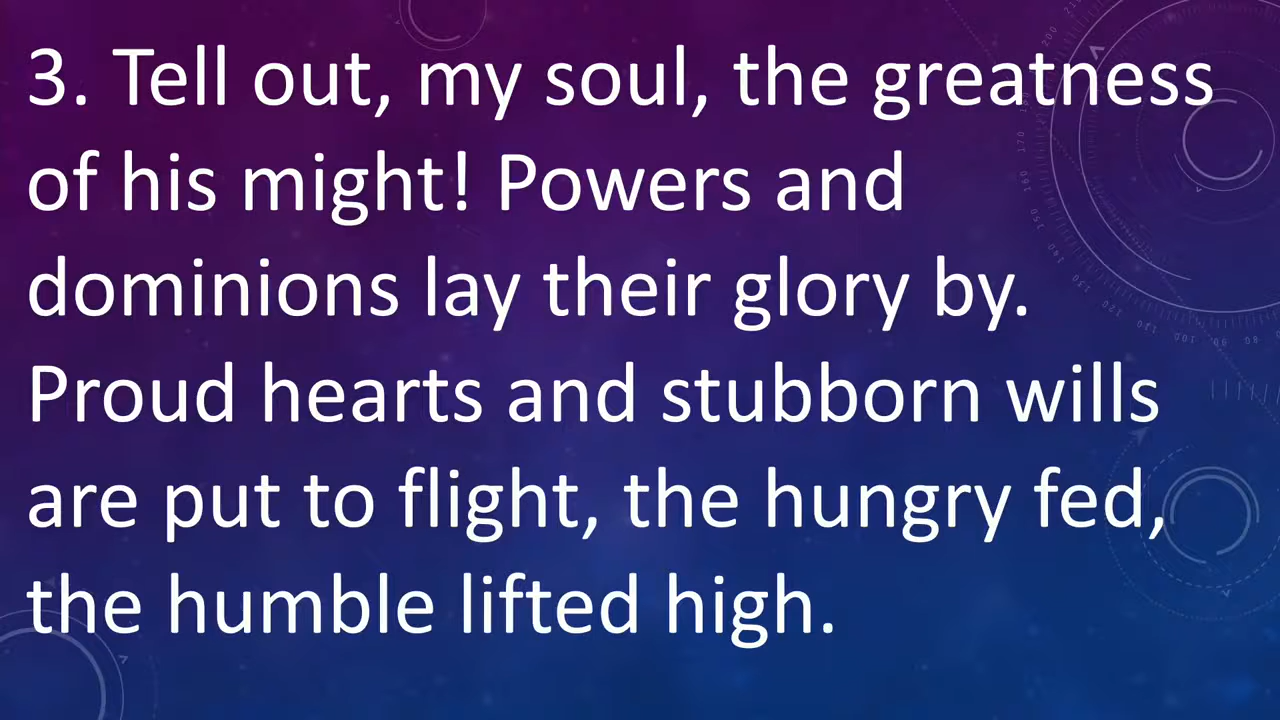 3. Tell out, my soul, the greatness
of his might! Powers and
dominions lay their glory by.
Proud hearts and stubborn wills
are put to flight, the hungry fed,
the humble lifted high.